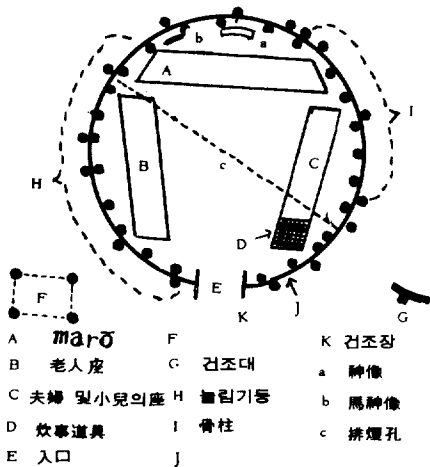 b
a
A
I
B
c
C
H
D
E
F
K
J
G
A marō
F
K 건조장
B 老人座
G 건조대
a 神像
C 夫婦 및 小兒의座
H 늘림기둥
b 馬神像
D 炊事道具
I 骨柱
c 排煙孔
E 入口
J